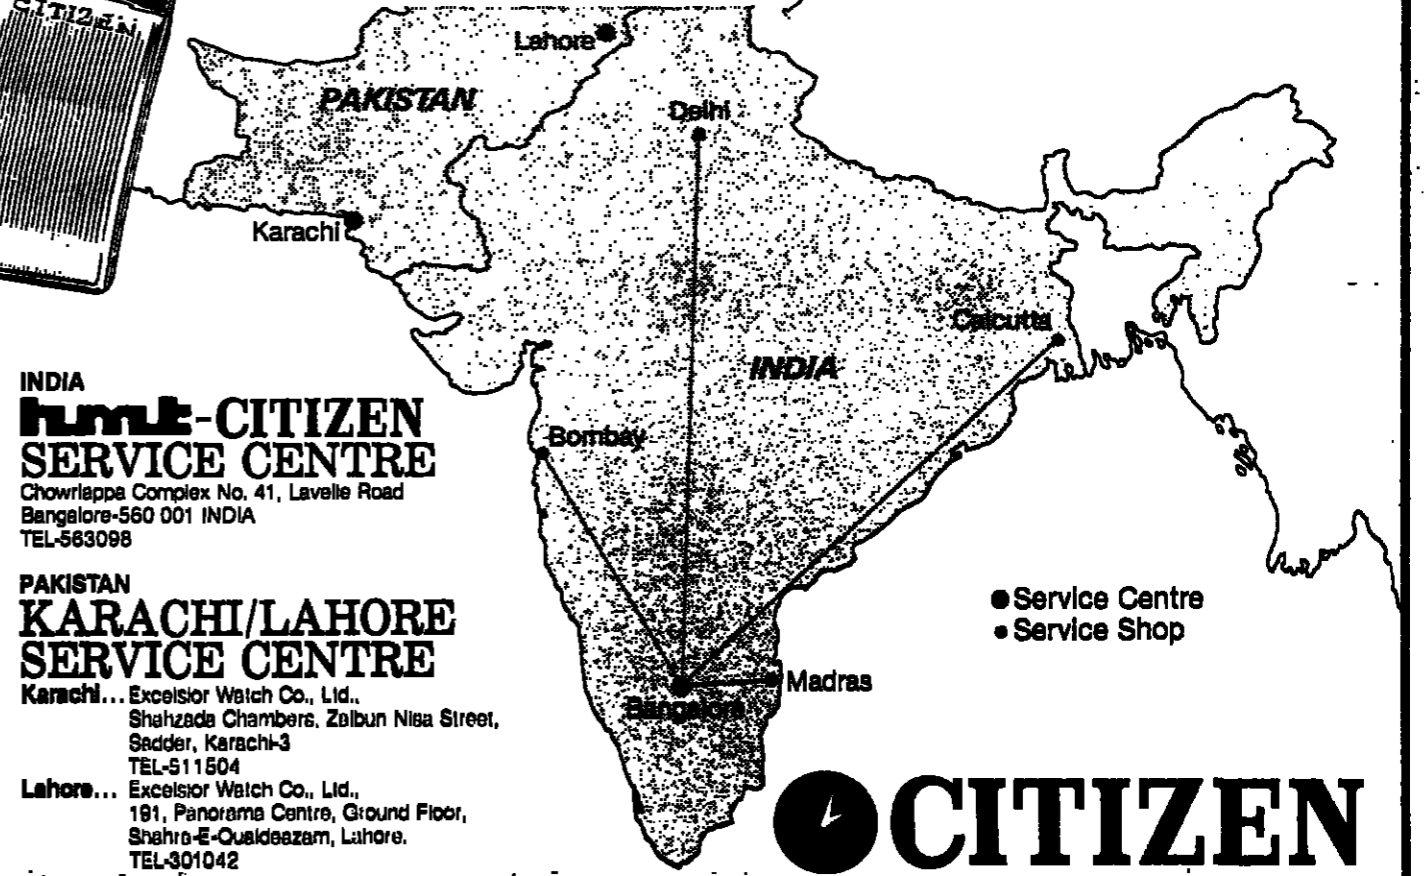 CITIZEN
Lahore
PAKISTAN
Delhi
Karachi
Calcutta
INDIA
Bombay
Madras
Bangalore
Service Centre
Service Shop
INDIA
hmt-CITIZEN
SERVICE CENTRE
Chowriappa Complex No. 41, Lavelle Road
Bangalore-560 001 INDIA
TEL-563098
PAKISTAN
KARACHI/LAHORE
SERVICE CENTRE
Karachi... Excelsior Watch Co., Ltd.,
Shahzada Chambers, Zaibun Nisa Street,
Sadder, Karachi-3
TEL-511504
Lahore... Excelsior Watch Co., Ltd.,
191, Panorama Centre, Ground Floor,
Shahra-E-Quaideazam, Lahore.
TEL-301042
CITIZEN